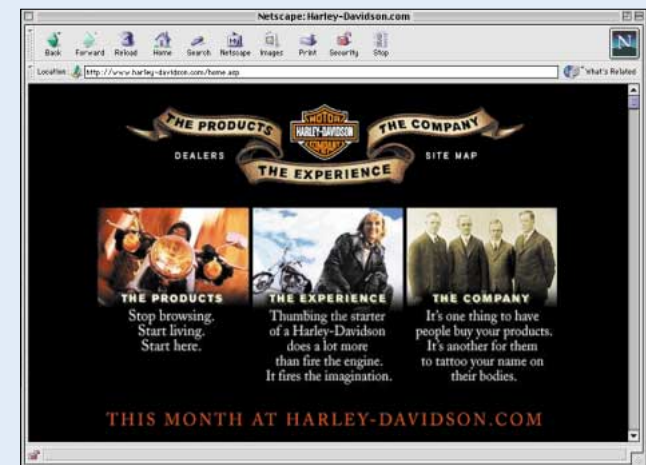 Netscape: Harley-Davidson.com
Back Forward Reload Home Search Netscape Images Print Security Stop
Location: http://www.harley-davidson.com/home.asp What's Related
THE PRODUCTS
MOTOR
HARLEY-DAVIDSON
COMPANY
THE COMPANY
DEALERS
SITE MAP
THE EXPERIENCE
THE PRODUCTS
Stop browsing.
Start living.
Start here.
THE EXPERIENCE
Thumbing the starter
of a Harley-Davidson
does a lot more
than fire the engine.
It fires the imagination.
THE COMPANY
It's one thing to have
people buy your products.
It's another for them
to tattoo your name on
their bodies.
THIS MONTH AT HARLEY-DAVIDSON.COM